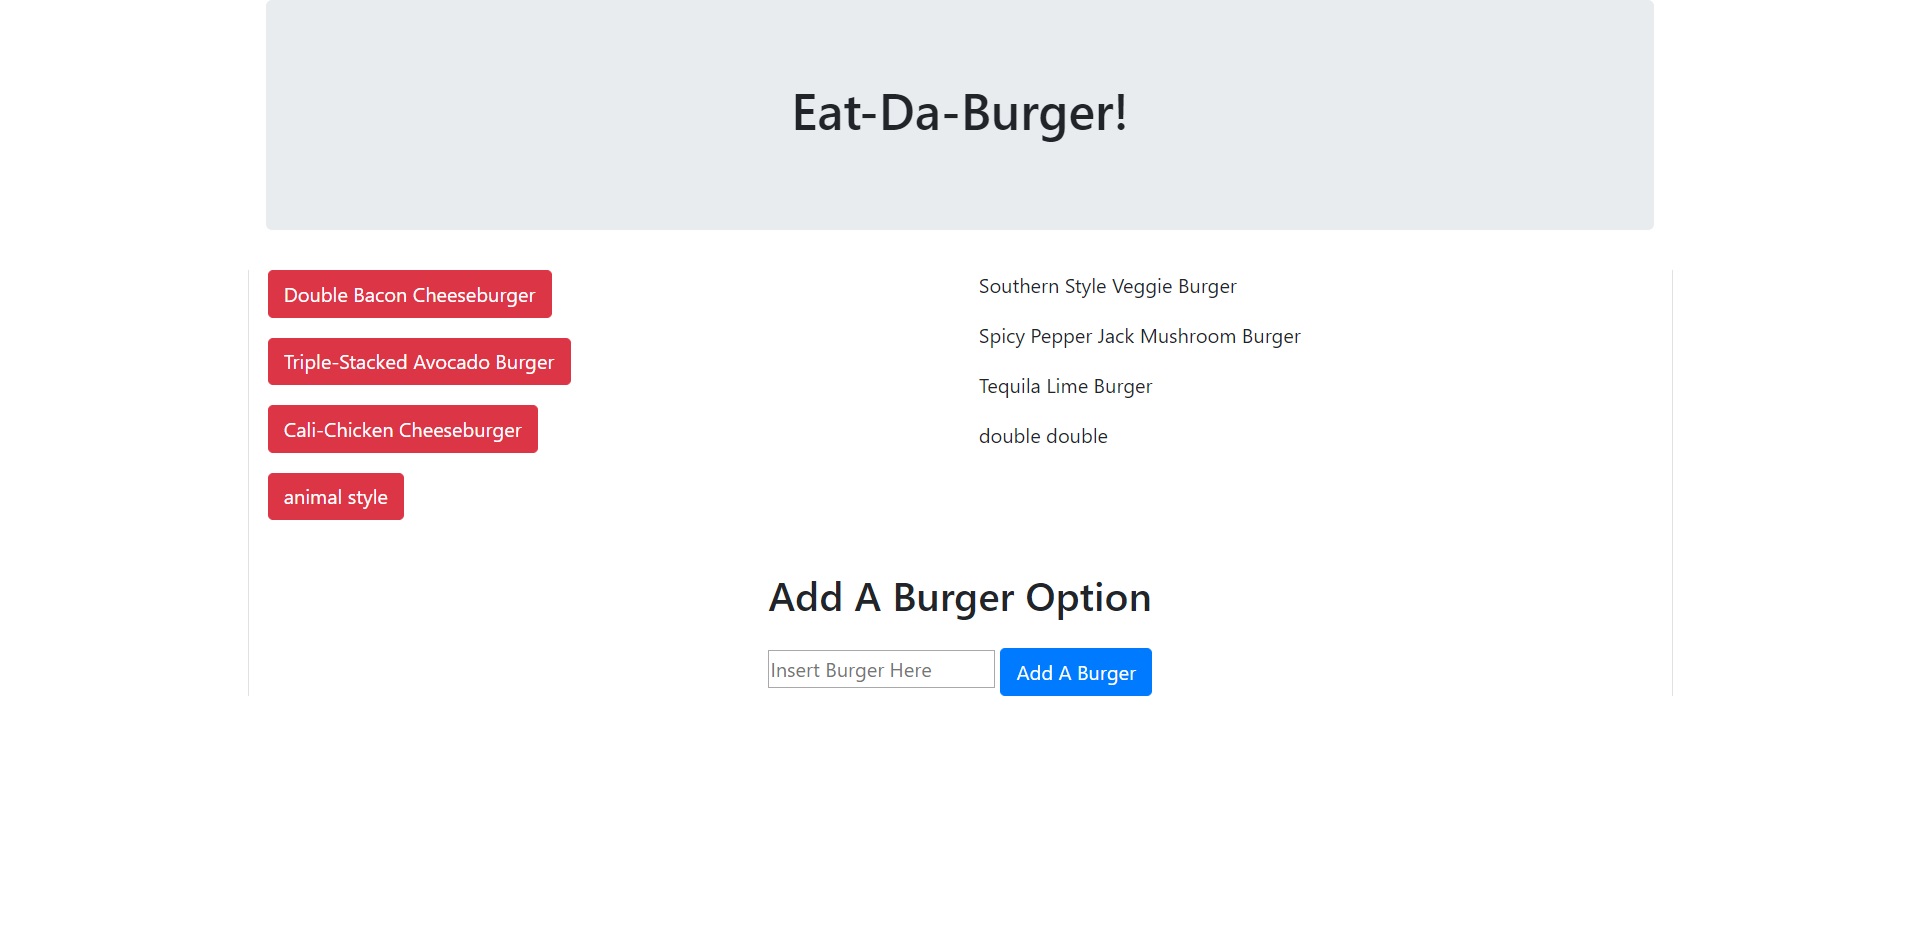 Eat-Da-Burger!
Double Bacon Cheeseburger
Triple-Stacked Avocado Burger
Cali-Chicken Cheeseburger
animal style
Southern Style Veggie Burger
Spicy Pepper Jack Mushroom Burger
Tequila Lime Burger
double double
Add A Burger Option
Insert Burger Here
Add A Burger